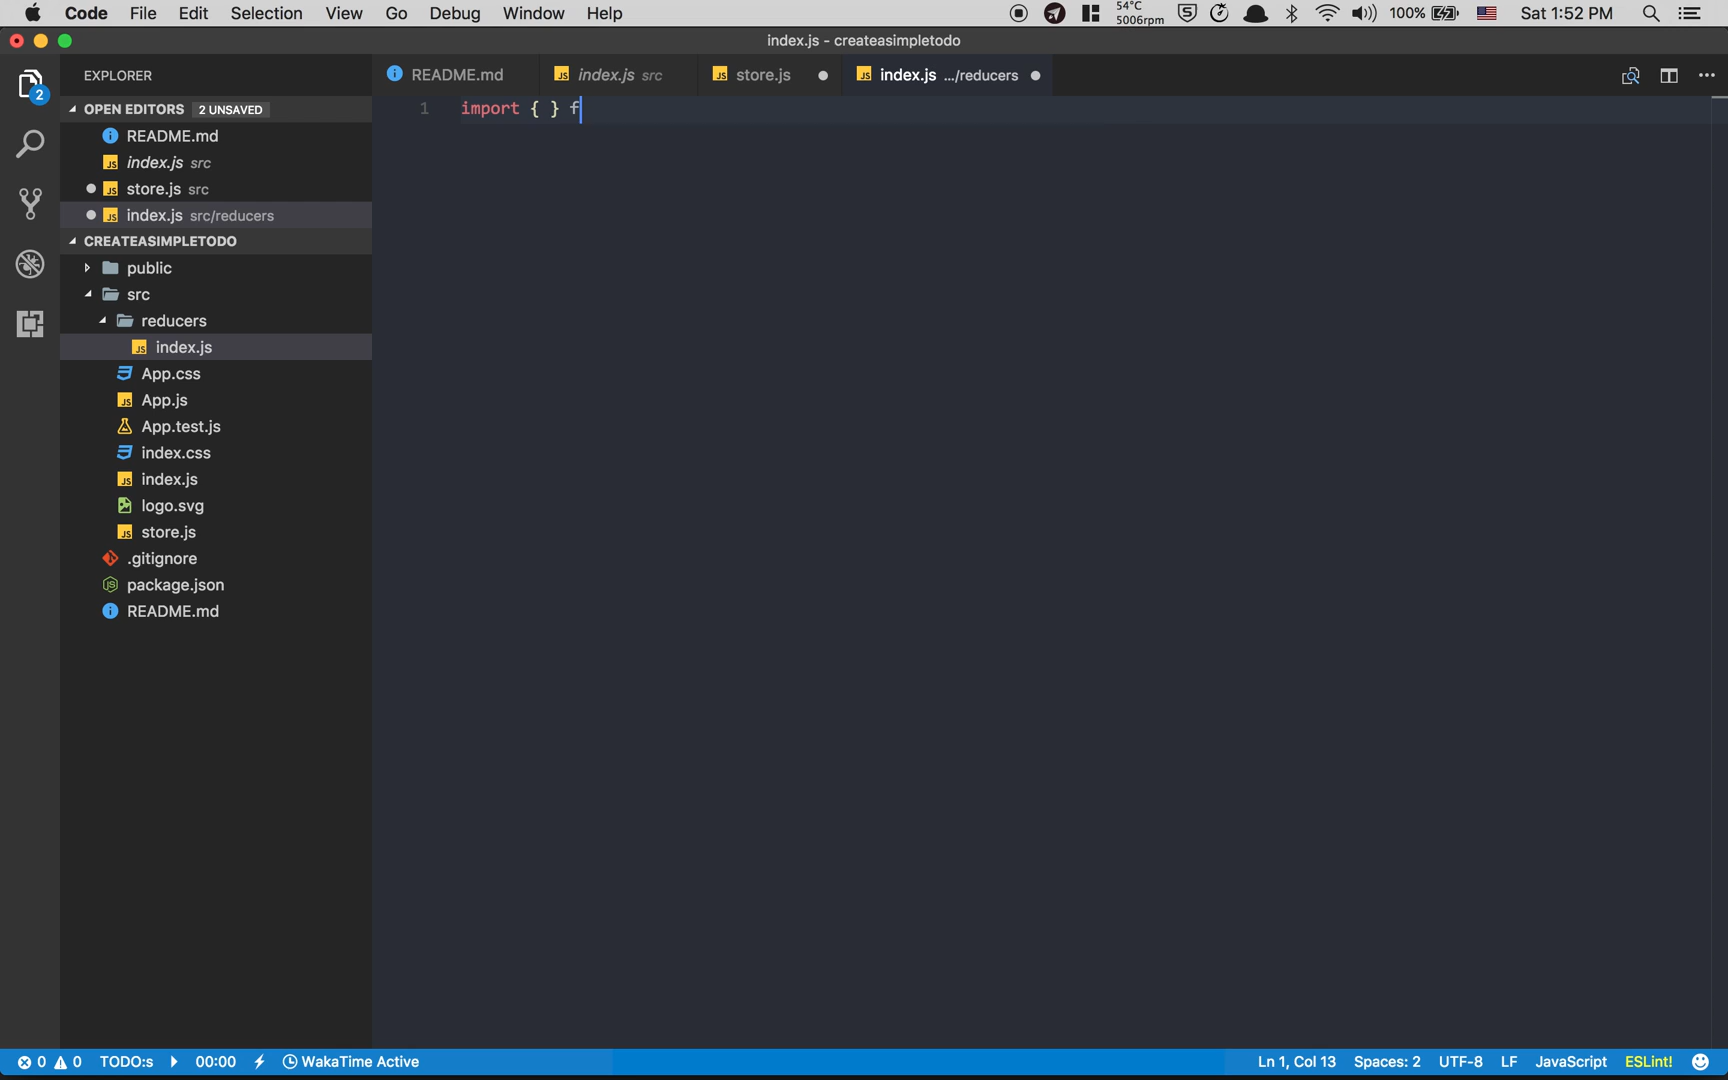 Code File Edit Selection View Go Debug Window Help 54°C 5006rpm 100% Sat 1:52 PM
index.js - createasimpletodo
EXPLORER
README.md index.js src store.js index.js .../reducers
2
OPEN EDITORS 2 UNSAVED
README.md
index.js src
store.js src
index.js src/reducers
CREATEASIMPLETODO
public
src
reducers
index.js
App.css
App.js
App.test.js
index.css
index.js
logo.svg
store.js
.gitignore
package.json
README.md
1 import { } f
0 0 TODO:s 00:00 WakaTime Active Ln 1, Col 13 Spaces: 2 UTF-8 LF JavaScript ESLint!